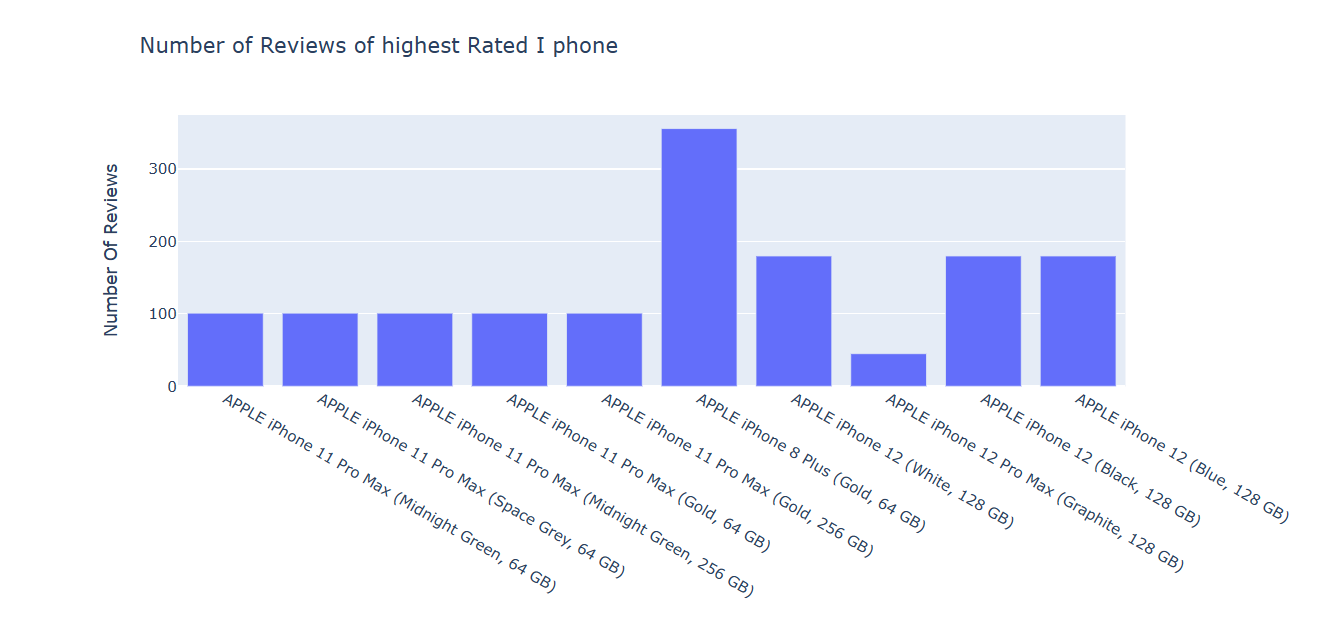 Number of Reviews of highest Rated I phone
Number Of Reviews
300
200
100
0
APPLE iPhone 11 Pro Max (Midnight Green, 64 GB)
APPLE iPhone 11 Pro Max (Space Grey, 64 GB)
APPLE iPhone 11 Pro Max (Midnight Green, 256 GB)
APPLE iPhone 11 Pro Max (Gold, 64 GB)
APPLE iPhone 11 Pro Max (Gold, 256 GB)
APPLE iPhone 8 Plus (Gold, 64 GB)
APPLE iPhone 12 (White, 128 GB)
APPLE iPhone 12 Pro Max (Graphite, 128 GB)
APPLE iPhone 12 (Black, 128 GB)
APPLE iPhone 12 (Blue, 128 GB)